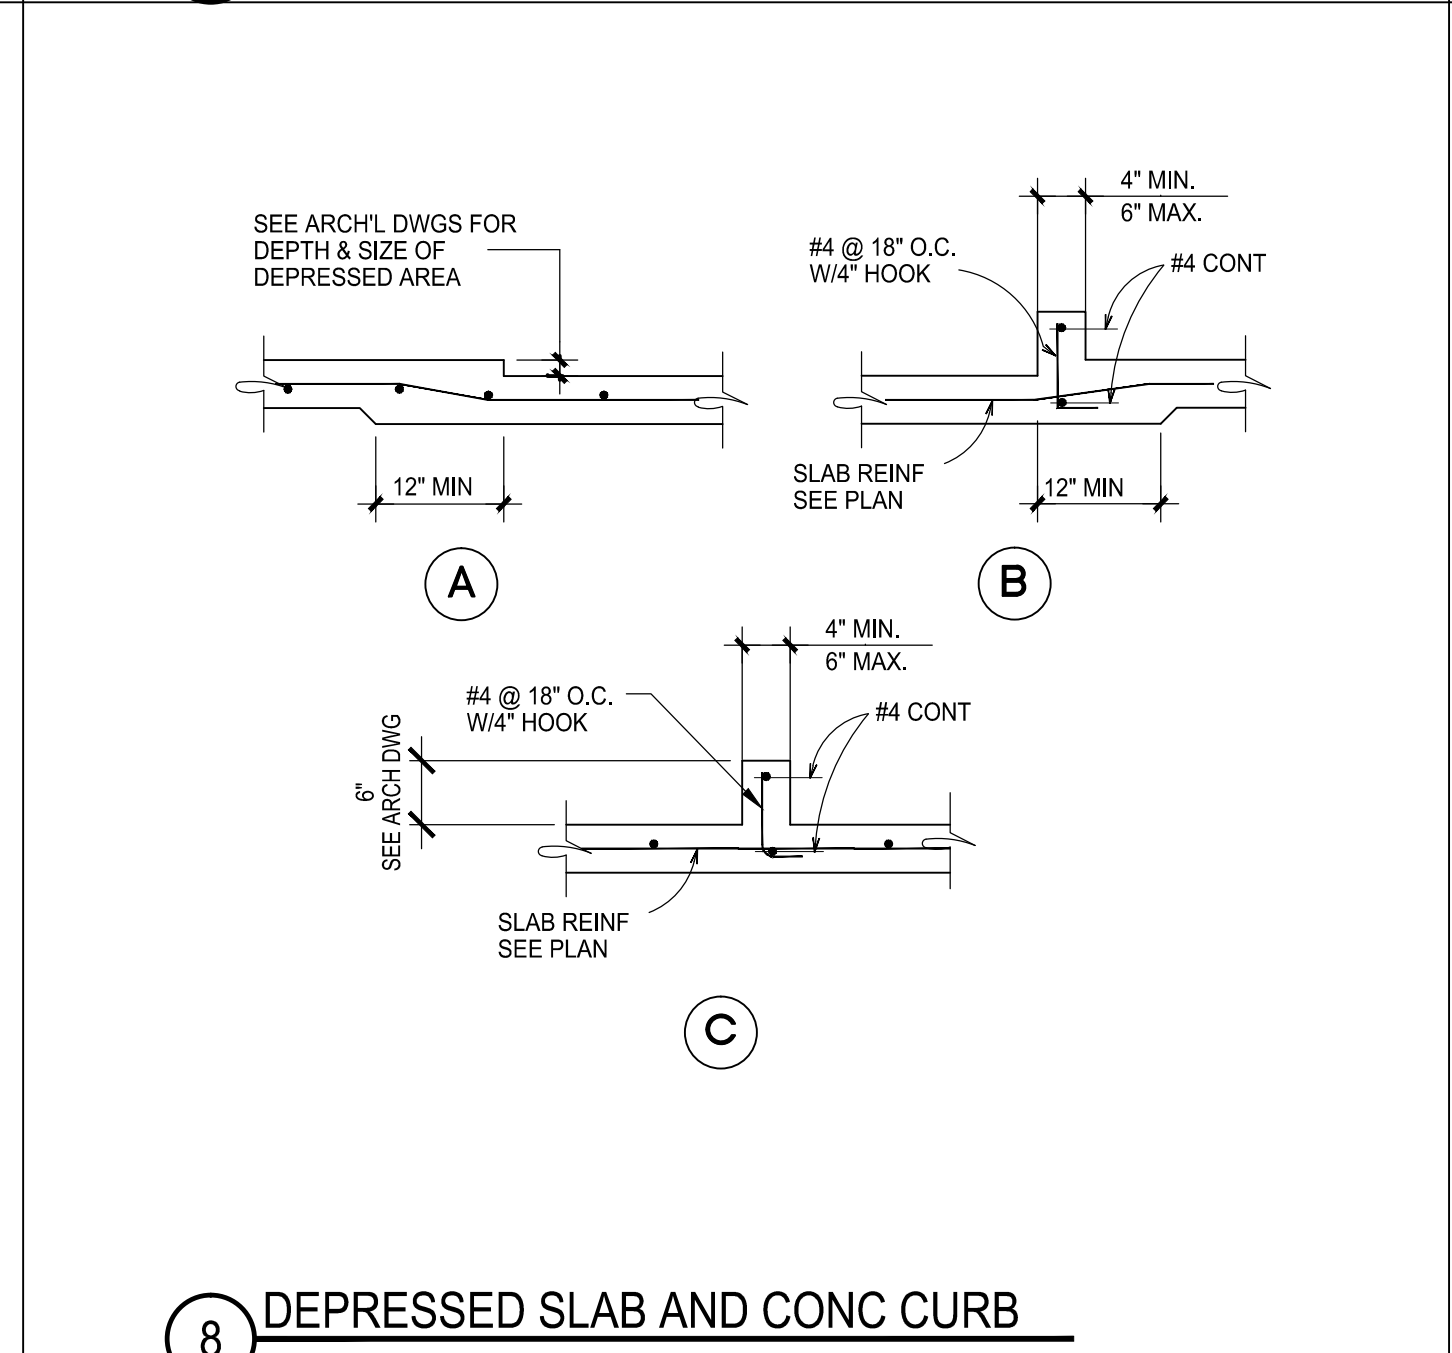 SEE ARCH'L DWGS FOR
DEPTH & SIZE OF
DEPRESSED AREA
12" MIN
A
4" MIN.
6" MAX.
#4 @ 18" O.C.
W/4" HOOK
#4 CONT
SLAB REINF
SEE PLAN
12" MIN
B
4" MIN.
6" MAX.
#4 @ 18" O.C.
W/4" HOOK
#4 CONT
6"
SEE ARCH DWG
SLAB REINF
SEE PLAN
C
8
DEPRESSED SLAB AND CONC CURB